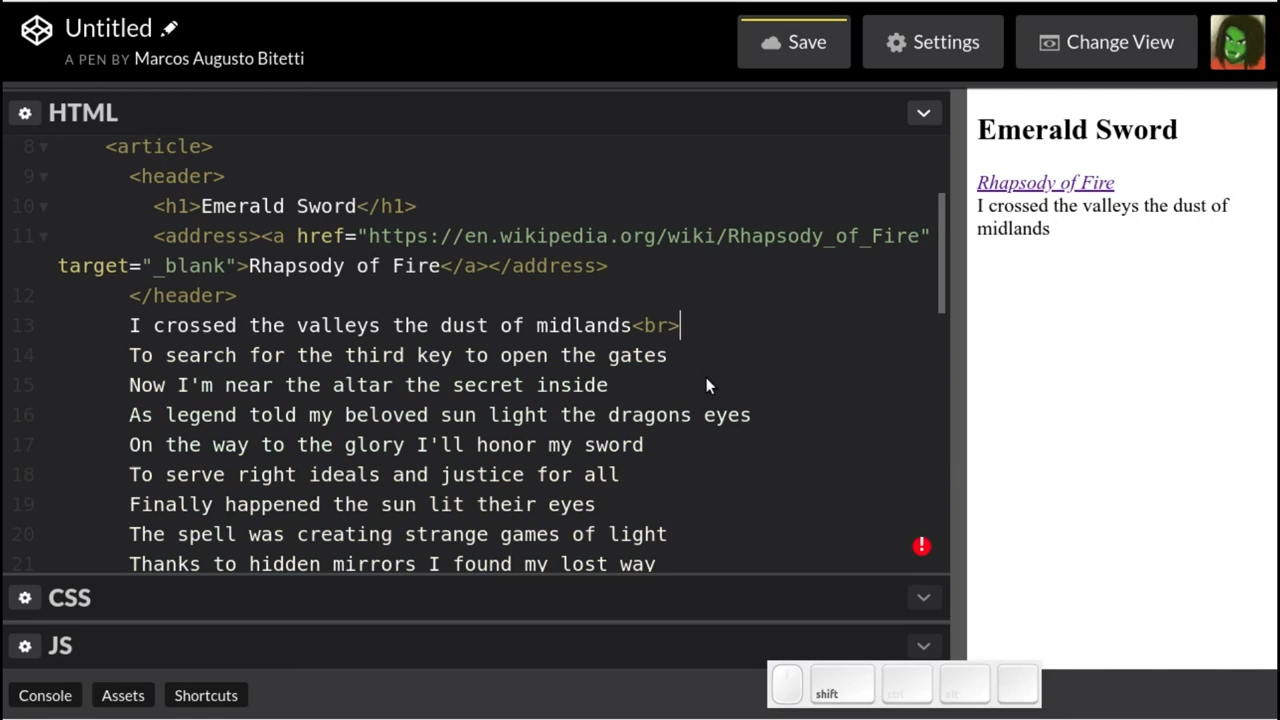 Untitled
A PEN BY Marcos Augusto Bitetti
Save
Settings
Change View
HTML
8 <article>
9 <header>
10 <h1>Emerald Sword</h1>
11 <address><a href="https://en.wikipedia.org/wiki/Rhapsody_of_Fire"
target="_blank">Rhapsody of Fire</a></address>
12 </header>
13 I crossed the valleys the dust of midlands<br>
14 To search for the third key to open the gates
15 Now I'm near the altar the secret inside
16 As legend told my beloved sun light the dragons eyes
17 On the way to the glory I'll honor my sword
18 To serve right ideals and justice for all
19 Finally happened the sun lit their eyes
20 The spell was creating strange games of light
21 Thanks to hidden mirrors I found my lost way
CSS
JS
Console Assets Shortcuts
Emerald Sword
Rhapsody of Fire
I crossed the valleys the dust of
midlands
shift ctrl alt